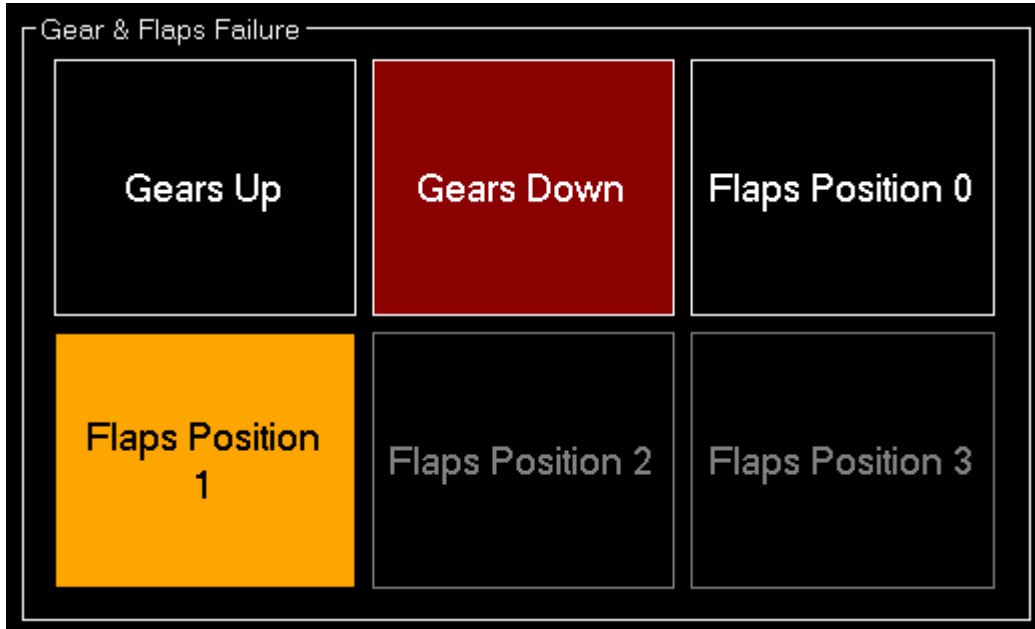 Gear & Flaps Failure
Gears Up
Gears Down
Flaps Position 0
Flaps Position
1
Flaps Position 2
Flaps Position 3